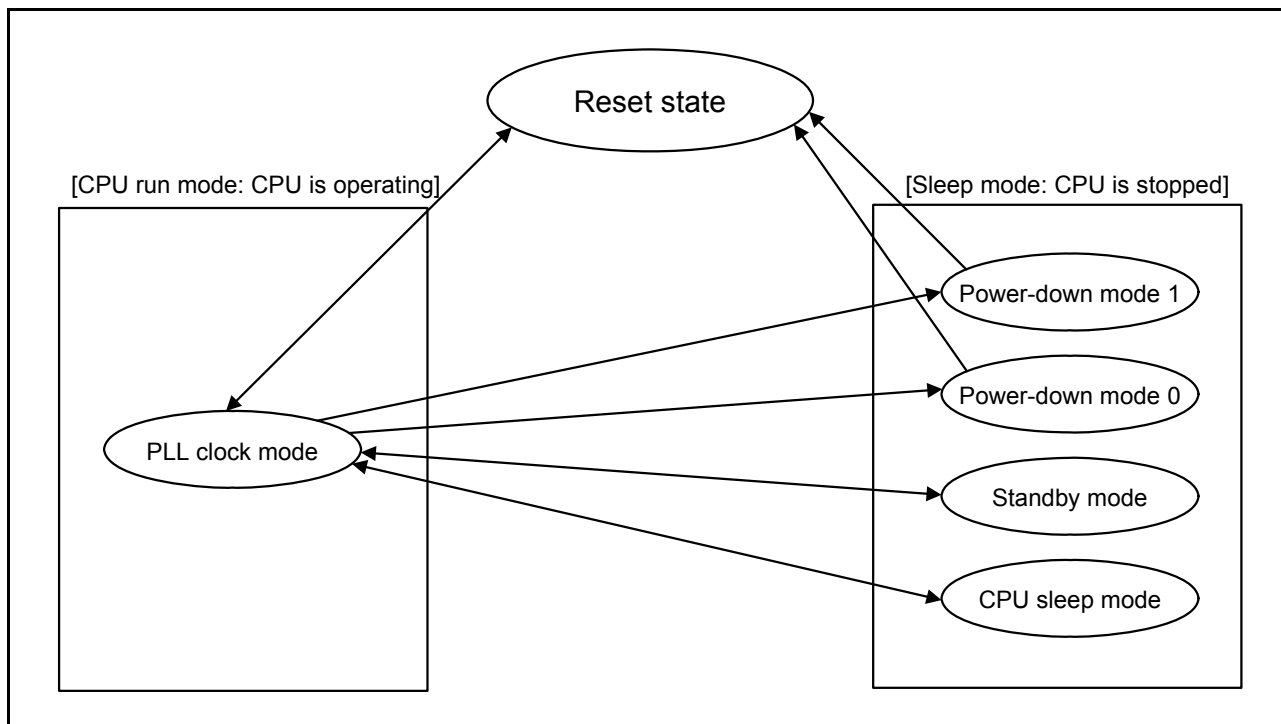 Reset state
[CPU run mode: CPU is operating]
[Sleep mode: CPU is stopped]
Power-down mode 1
Power-down mode 0
PLL clock mode
Standby mode
CPU sleep mode